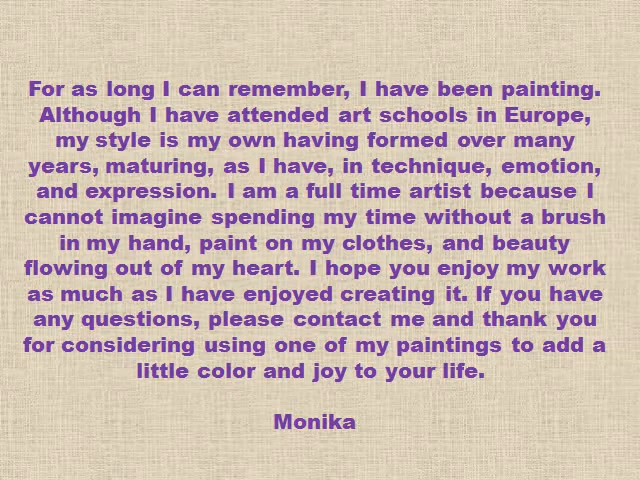 For as long I can remember, I have been painting.
Although I have attended art schools in Europe,
my style is my own having formed over many
years, maturing, as I have, in technique, emotion,
and expression. I am a full time artist because I
cannot imagine spending my time without a brush
in my hand, paint on my clothes, and beauty
flowing out of my heart. I hope you enjoy my work
as much as I have enjoyed creating it. If you have
any questions, please contact me and thank you
for considering using one of my paintings to add a
little color and joy to your life.
Monika